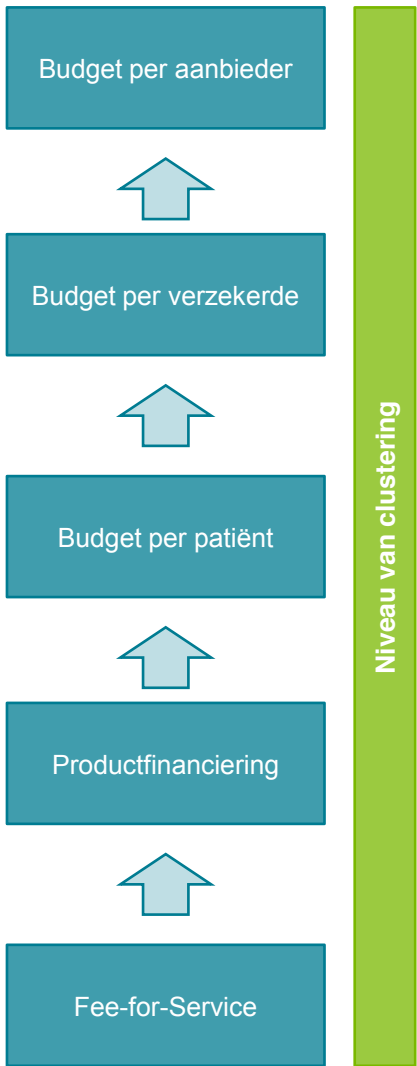 Budget per aanbieder
Budget per verzekerde
Budget per patiënt
Productfinanciering
Fee-for-Service
Niveau van clustering